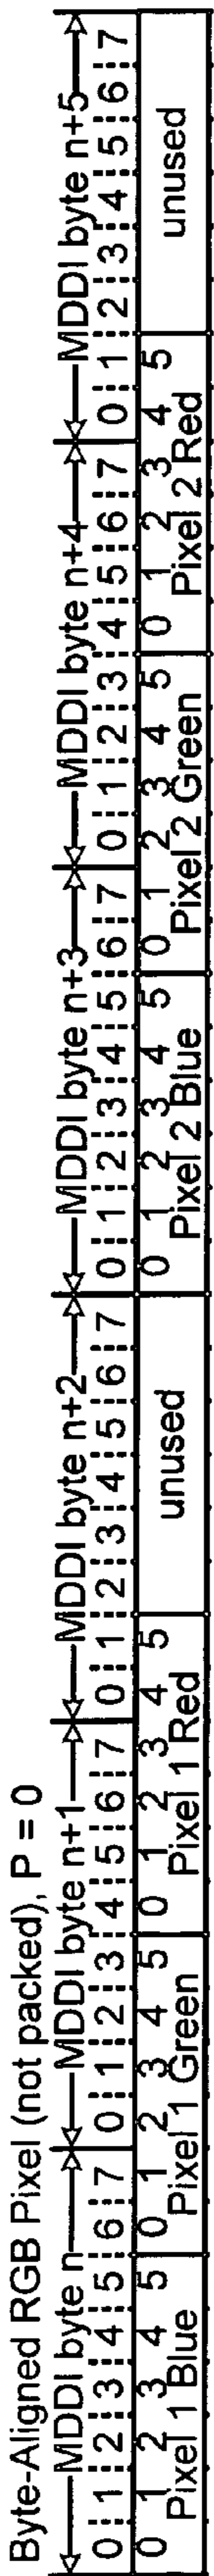 Byte-Aligned RGB Pixel (not packed), P = 0
MDDI byte n MDDI byte n+1 MDDI byte n+2 MDDI byte n+3 MDDI byte n+4 MDDI byte n+5
0 1 2 3 4 5 6 7 0 1 2 3 4 5 6 7 0 1 2 3 4 5 6 7 0 1 2 3 4 5 6 7 0 1 2 3 4 5 6 7 0 1 2 3 4 5 6 7
0 1 2 3 4 5 0 1 2 3 4 5 0 1 2 3 4 5 unused 0 1 2 3 4 5 0 1 2 3 4 5 0 1 2 3 4 5 unused
Pixel 1 Blue Pixel 1 Green Pixel 1 Red Pixel 2 Blue Pixel 2 Green Pixel 2 Red